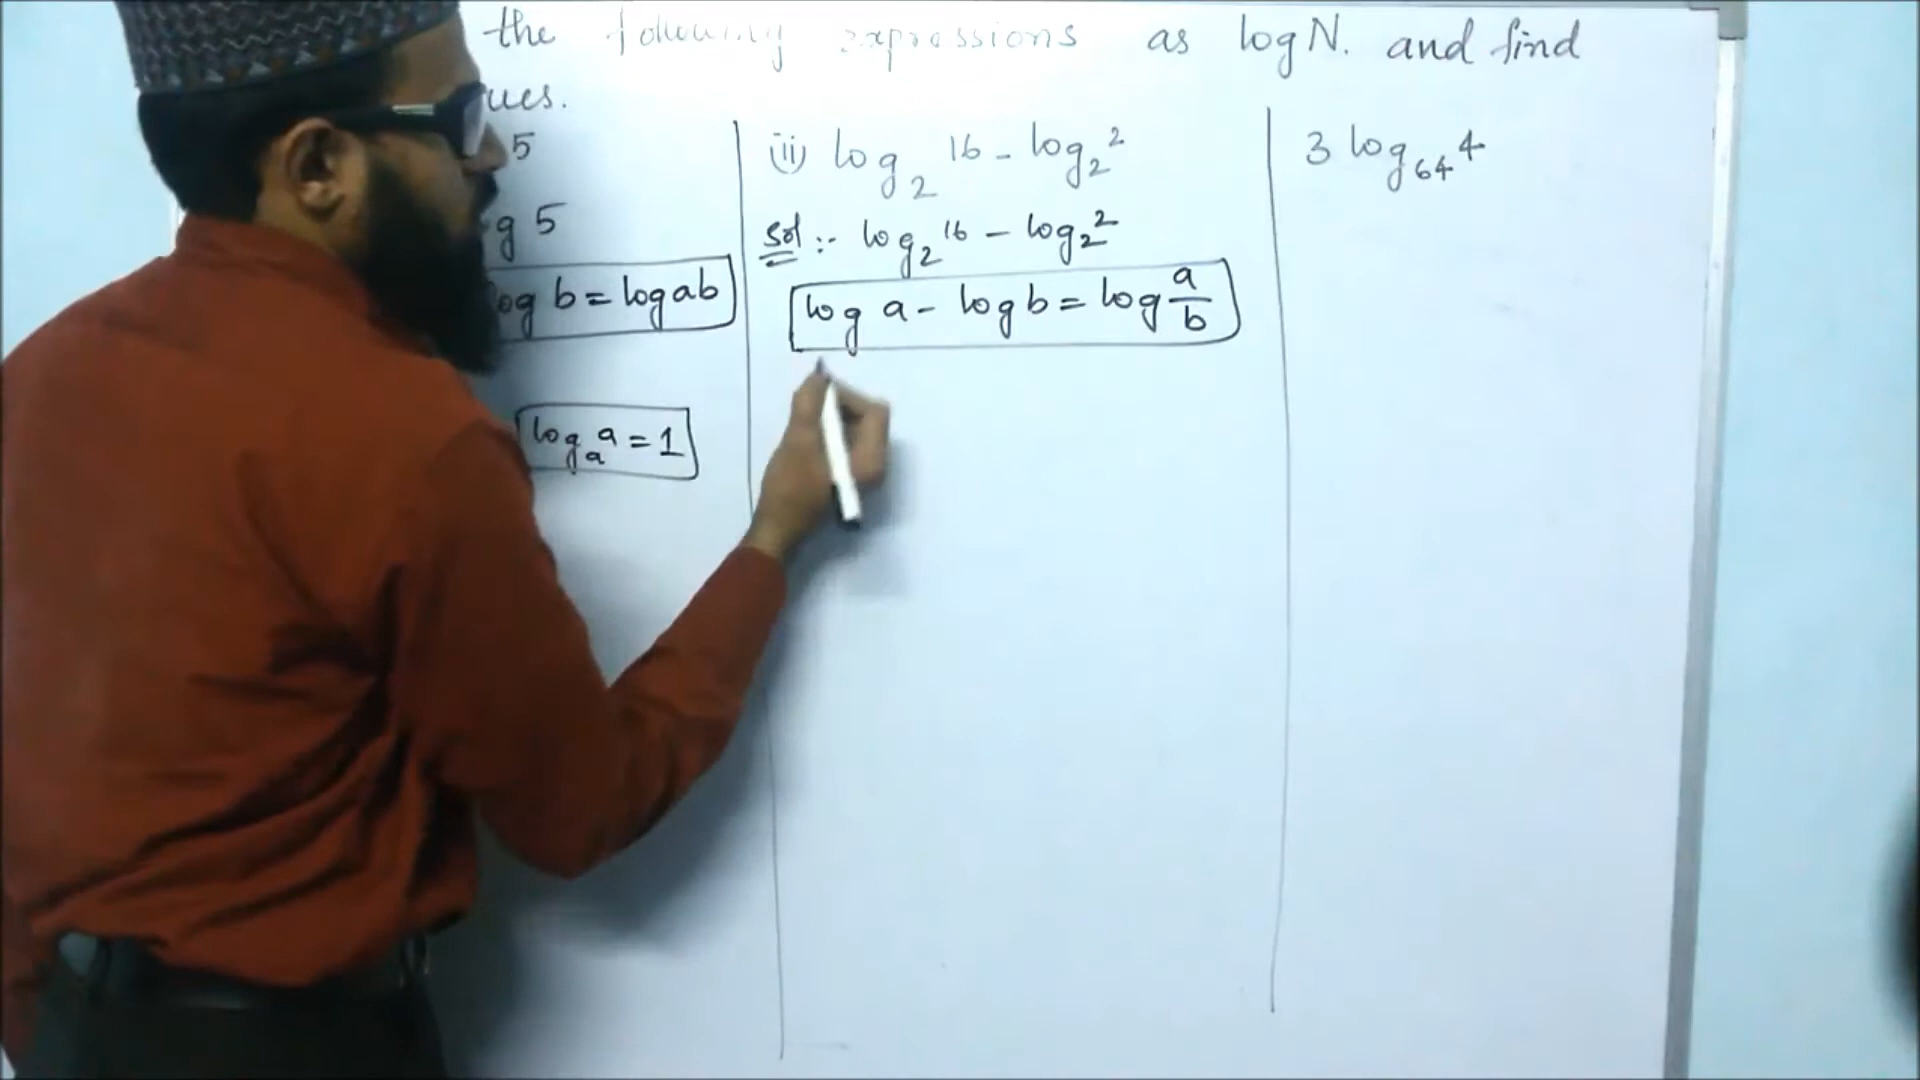 the following expressions as log N. and find
ues.
5
g 5
og b = log ab
log_a a = 1
(ii) log_2 16 - log_2 2
Sol :- log_2 16 - log_2 2
log a - log b = log a/b
3 log_64 4